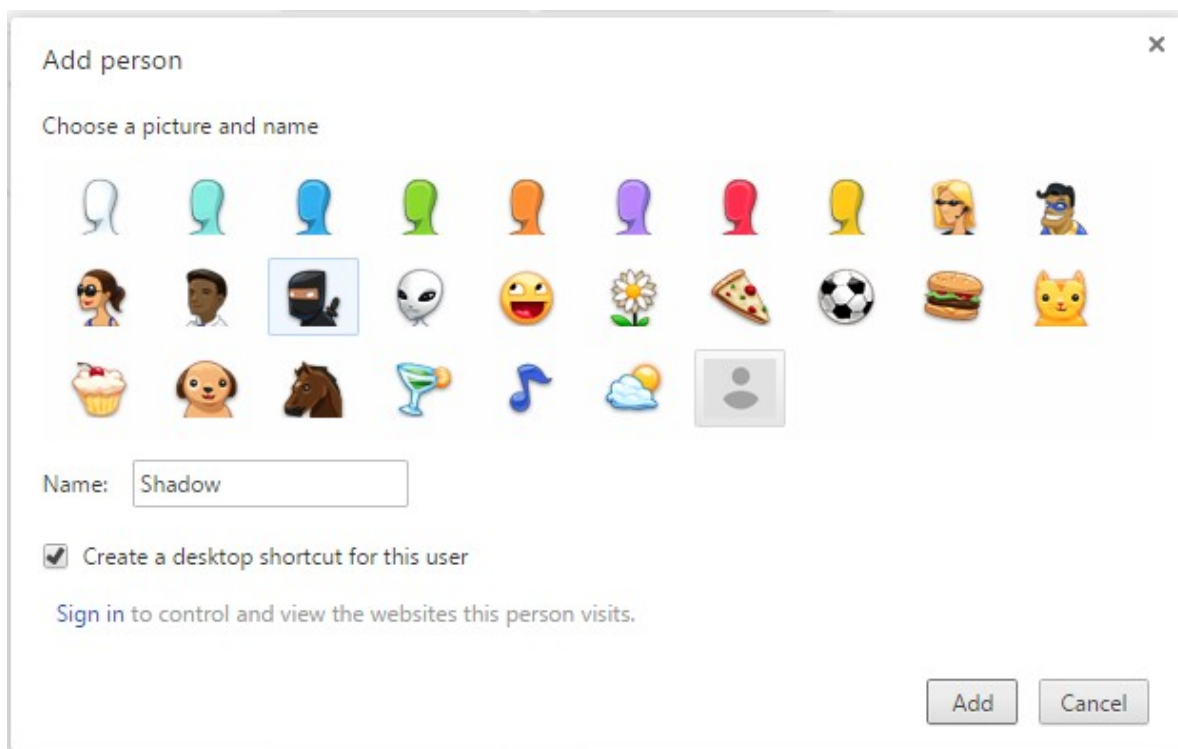 Add person
Choose a picture and name
Name: Shadow
Create a desktop shortcut for this user
Sign in to control and view the websites this person visits.
Add Cancel